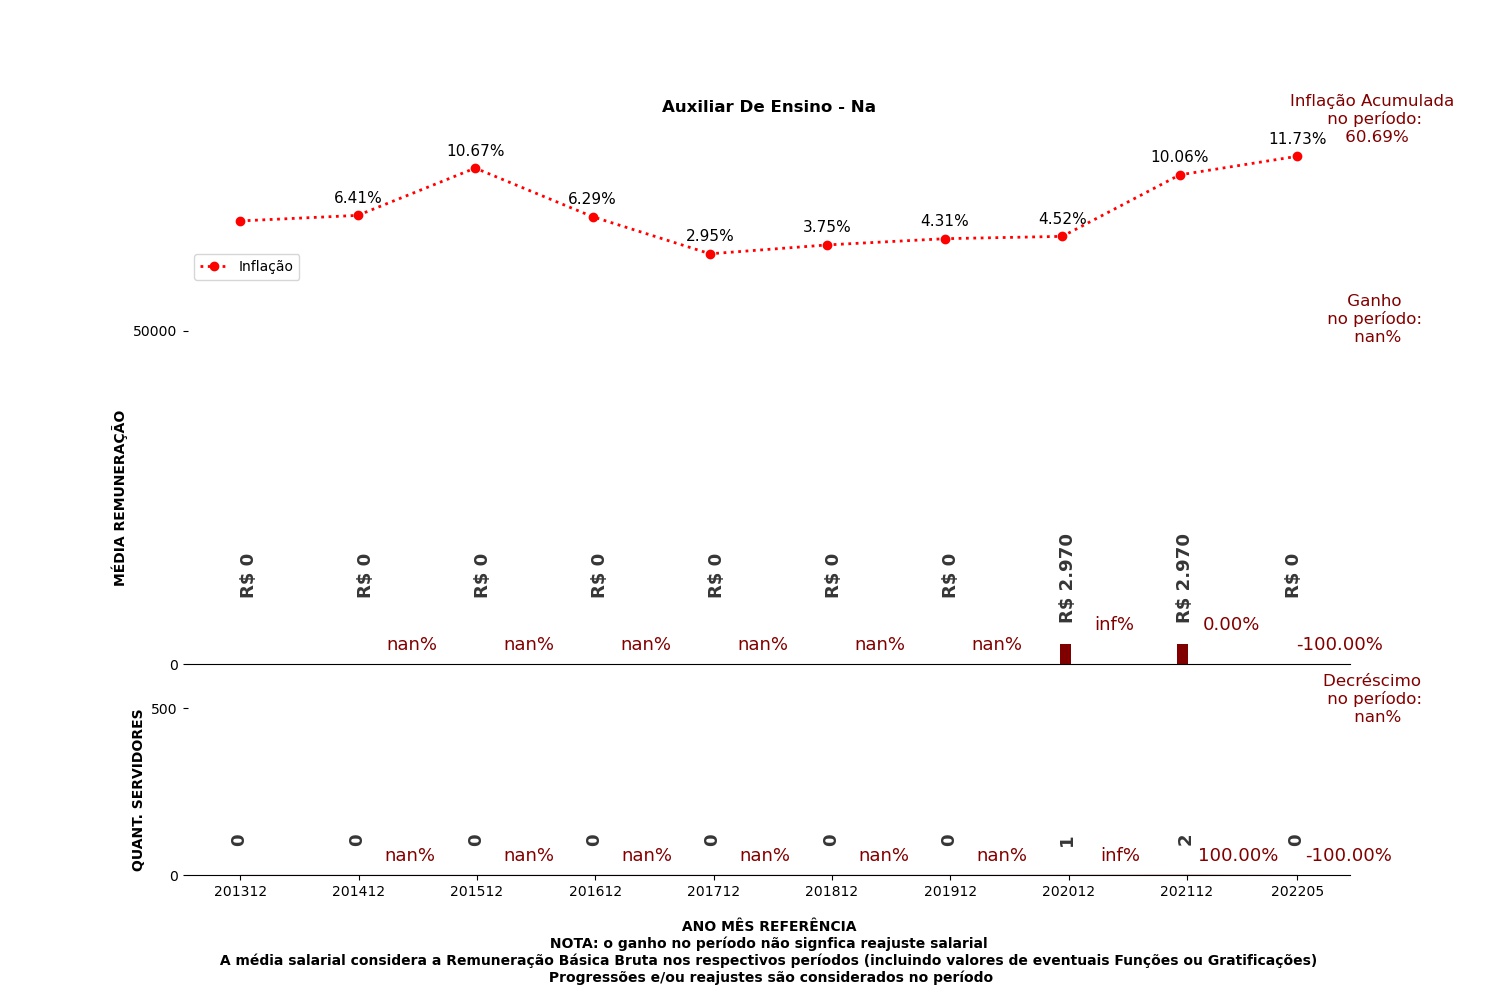 Auxiliar De Ensino - Na
Inflação Acumulada
no período:
60.69%
6.41%
10.67%
6.29%
2.95%
3.75%
4.31%
4.52%
10.06%
11.73%
Inflação
Ganho
no período:
nan%
50000
0
MÉDIA REMUNERAÇÃO
R$ 0
R$ 0
R$ 0
R$ 0
R$ 0
R$ 0
R$ 0
R$ 2.970
R$ 2.970
R$ 0
nan%
nan%
nan%
nan%
nan%
nan%
inf%
0.00%
-100.00%
Decréscimo
no período:
nan%
500
0
QUANT. SERVIDORES
0
0
0
0
0
0
0
1
2
0
nan%
nan%
nan%
nan%
nan%
nan%
inf%
100.00%
-100.00%
201312
201412
201512
201612
201712
201812
201912
202012
202112
202205
ANO MÊS REFERÊNCIA
NOTA: o ganho no período não signfica reajuste salarial
A média salarial considera a Remuneração Básica Bruta nos respectivos períodos (incluindo valores de eventuais Funções ou Gratificações)
Progressões e/ou reajustes são considerados no período